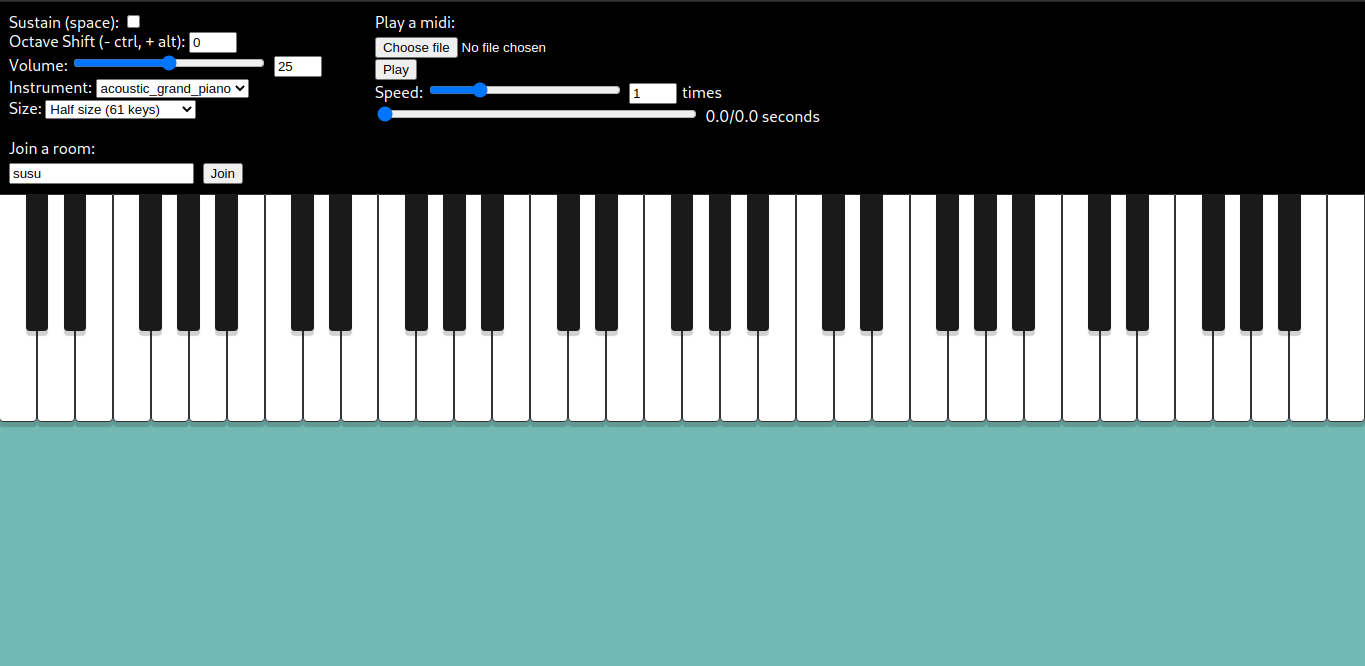 Sustain (space):
Octave Shift (- ctrl, + alt): 0
Volume: 25
Instrument: acoustic_grand_piano
Size: Half size (61 keys)
Join a room:
susu Join
Play a midi:
Choose file No file chosen
Play
Speed: 1 times
0.0/0.0 seconds